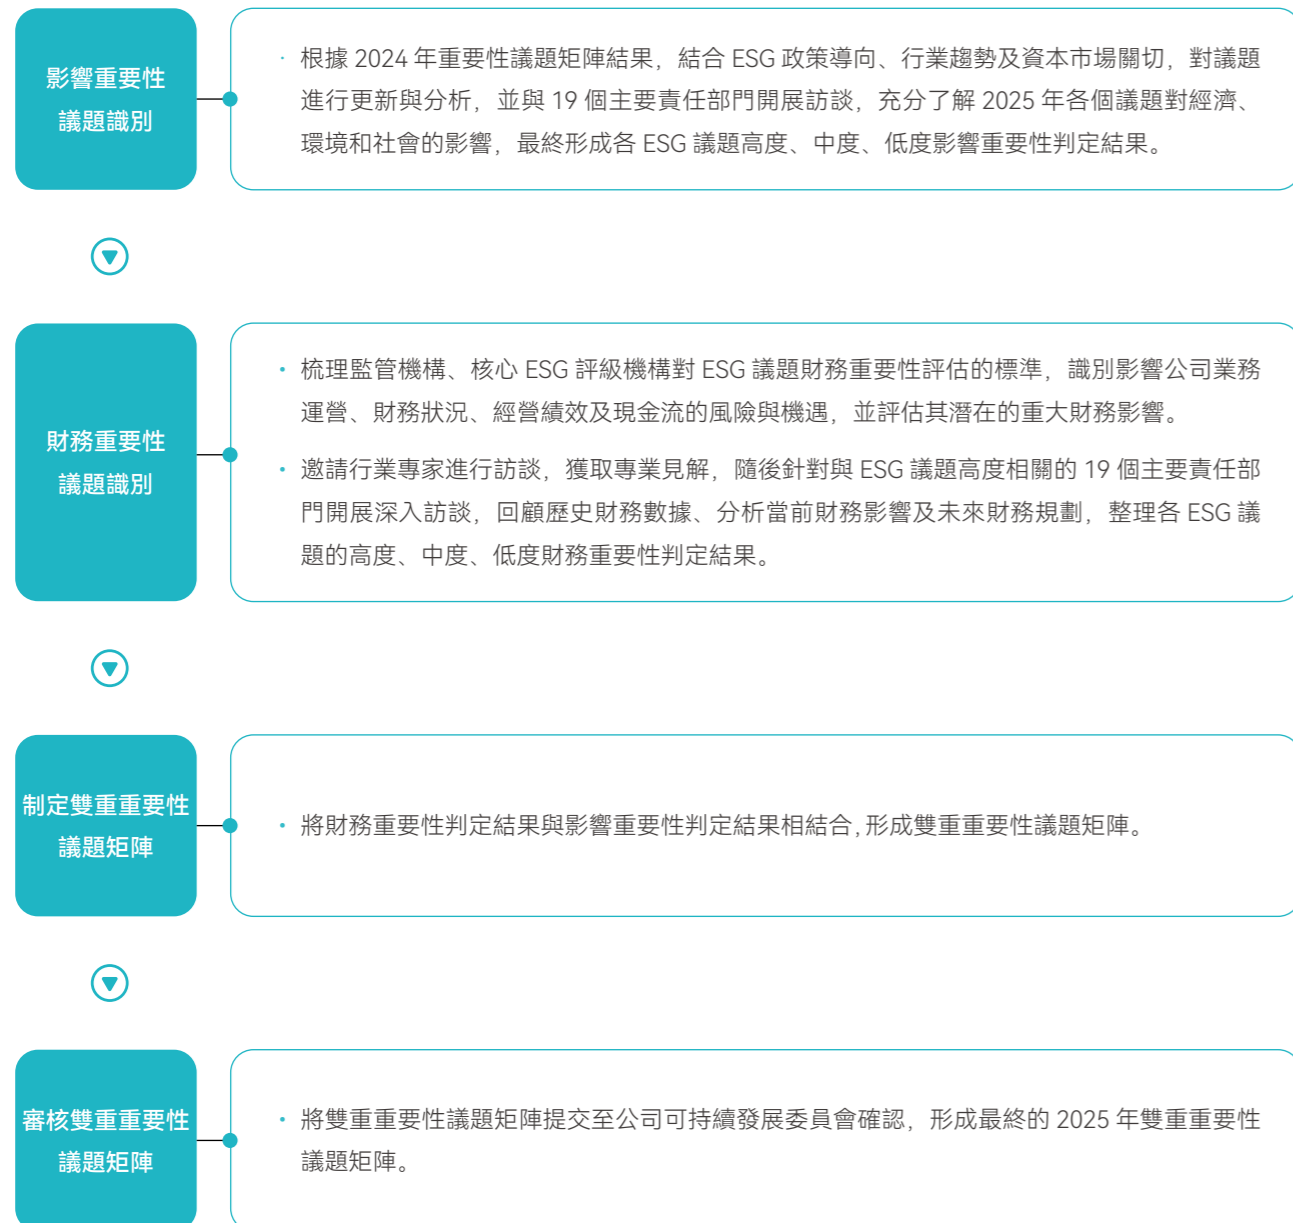 影響重要性
議題識別
· 根據 2024 年重要性議題矩陣結果，結合 ESG 政策導向、行業趨勢及資本市場關切，對議題
進行更新與分析，並與 19 個主要責任部門開展訪談，充分了解 2025 年各個議題對經濟、
環境和社會的影響，最終形成各 ESG 議題高度、中度、低度影響重要性判定結果。
財務重要性
議題識別
• 梳理監管機構、核心 ESG 評級機構對 ESG 議題財務重要性評估的標準，識別影響公司業務
運營、財務狀況、經營績效及現金流的風險與機遇，並評估其潛在的重大財務影響。
• 邀請行業專家進行訪談，獲取專業見解，隨後針對與 ESG 議題高度相關的 19 個主要責任部
門開展深入訪談，回顧歷史財務數據、分析當前財務影響及未來財務規劃，整理各 ESG 議
題的高度、中度、低度財務重要性判定結果。
制定雙重重要性
議題矩陣
• 將財務重要性判定結果與影響重要性判定結果相結合，形成雙重重要性議題矩陣。
審核雙重重要性
議題矩陣
• 將雙重重要性議題矩陣提交至公司可持續發展委員會確認，形成最終的 2025 年雙重重要性
議題矩陣。